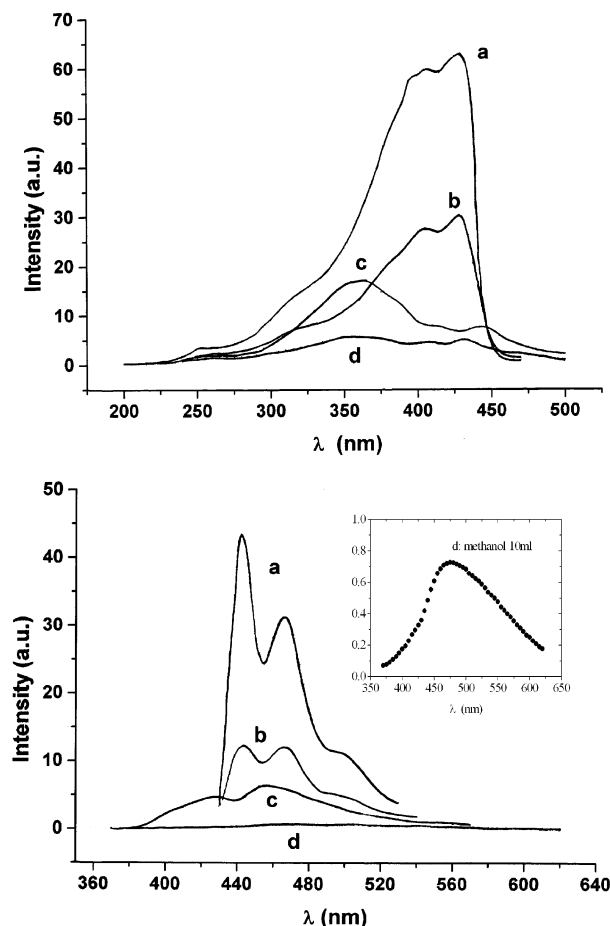 70
60
50
40
30
20
10
0
Intensity (a.u.)
a
b
c
d
200 250 300 350 400 450 500
λ (nm)
50
40
30
20
10
0
Intensity (a.u.)
a
b
c
d
1.0
0.8
0.6
0.4
0.2
0.0
d: methanol 10ml
350 400 450 500 550 600 650
λ (nm)
360 400 440 480 520 560 600 640
λ (nm)